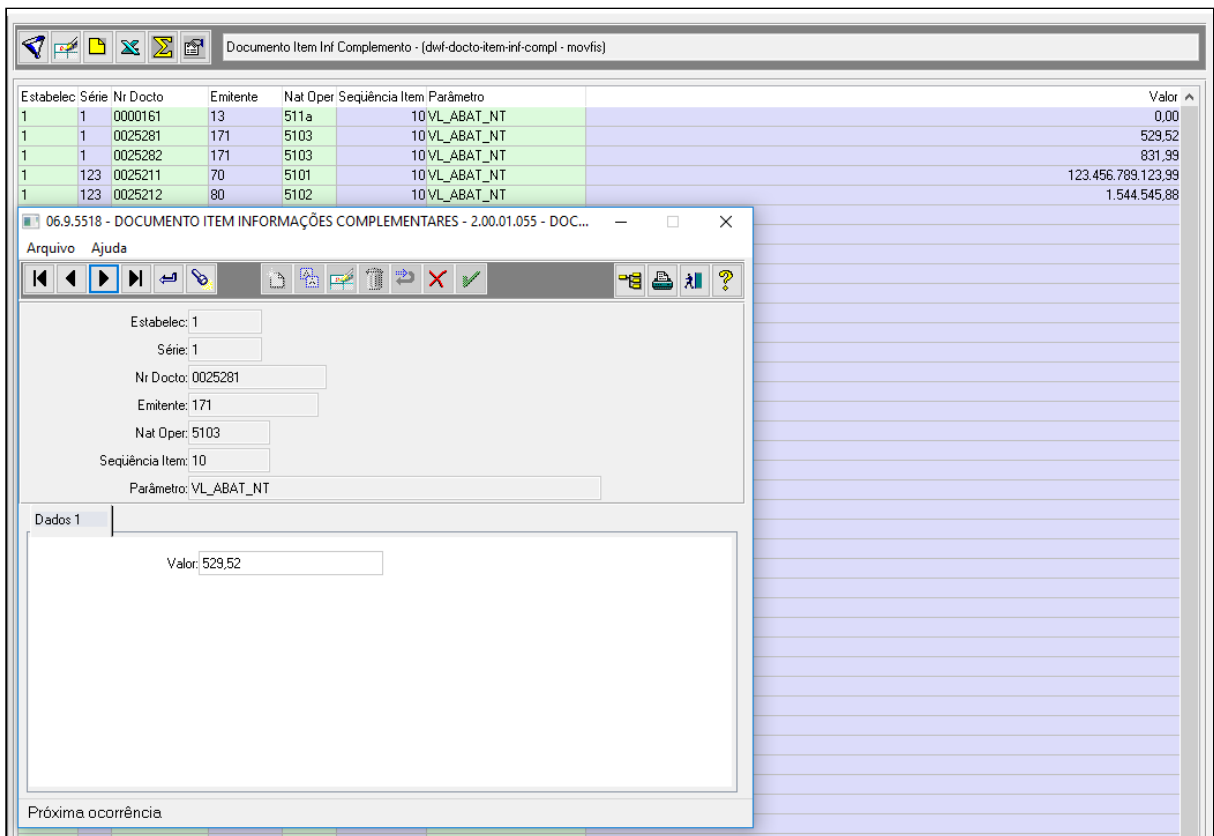 Documento Item Inf Complemento - (dwf-docto-item-inf-compl - movfis)
Estabelec Série Nr Docto Emitente Nat Oper Seqüência Item Parâmetro Valor
1 1 0000161 13 511a 10 VL_ABAT_NT 0,00
1 1 0025281 171 5103 10 VL_ABAT_NT 529,52
1 1 0025282 171 5103 10 VL_ABAT_NT 831,99
1 123 0025211 70 5101 10 VL_ABAT_NT 123.456.789.123,99
1 123 0025212 80 5102 10 VL_ABAT_NT 1.544.545,88
06.9.5518 - DOCUMENTO ITEM INFORMAÇÕES COMPLEMENTARES - 2.00.01.055 - DOC...
Arquivo Ajuda
Estabelec: 1
Série: 1
Nr Docto: 0025281
Emitente: 171
Nat Oper: 5103
Seqüência Item: 10
Parâmetro: VL_ABAT_NT
Dados 1
Valor: 529,52
Próxima ocorrência